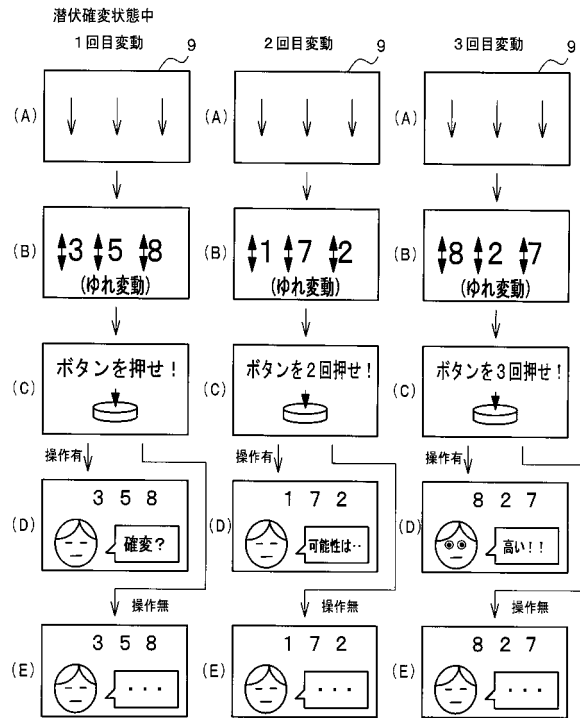 潜伏確変状態中
1回目変動
9
2回目変動
9
3回目変動
9
(A)
(A)
(A)
(B)
3 5 8
(ゆれ変動)
(B)
1 7 2
(ゆれ変動)
(B)
8 2 7
(ゆれ変動)
(C)
ボタンを押せ!
(C)
ボタンを2回押せ!
(C)
ボタンを3回押せ!
操作有
操作有
操作有
(D)
3 5 8
確変?
(D)
1 7 2
可能性は‥
(D)
8 2 7
高い!!
操作無
操作無
操作無
(E)
3 5 8
・・・
(E)
1 7 2
・・・
(E)
8 2 7
・・・